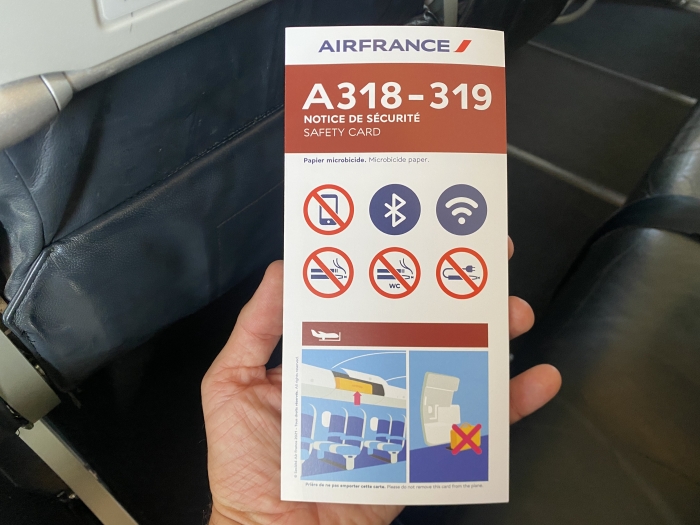 AIRFRANCE
A318-319
NOTICE DE SÉCURITÉ
SAFETY CARD
Papier microbicide. Microbicide paper.
WC
Prière de ne pas emporter cette carte. Please do not remove this card from the plane.